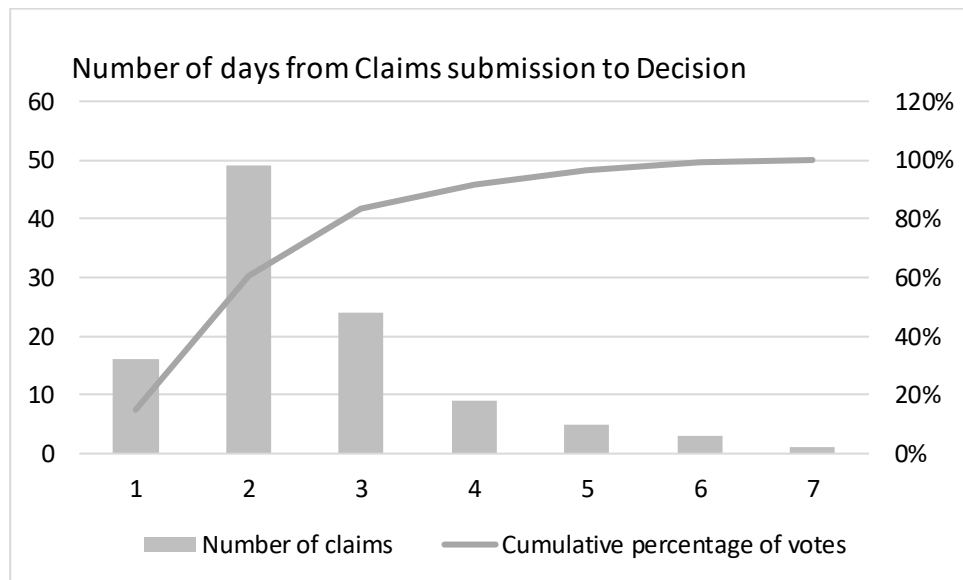 Number of days from Claims submission to Decision
60 120%
50 100%
40 80%
30 60%
20 40%
10 20%
0 0%
1 2 3 4 5 6 7
Number of claims Cumulative percentage of votes